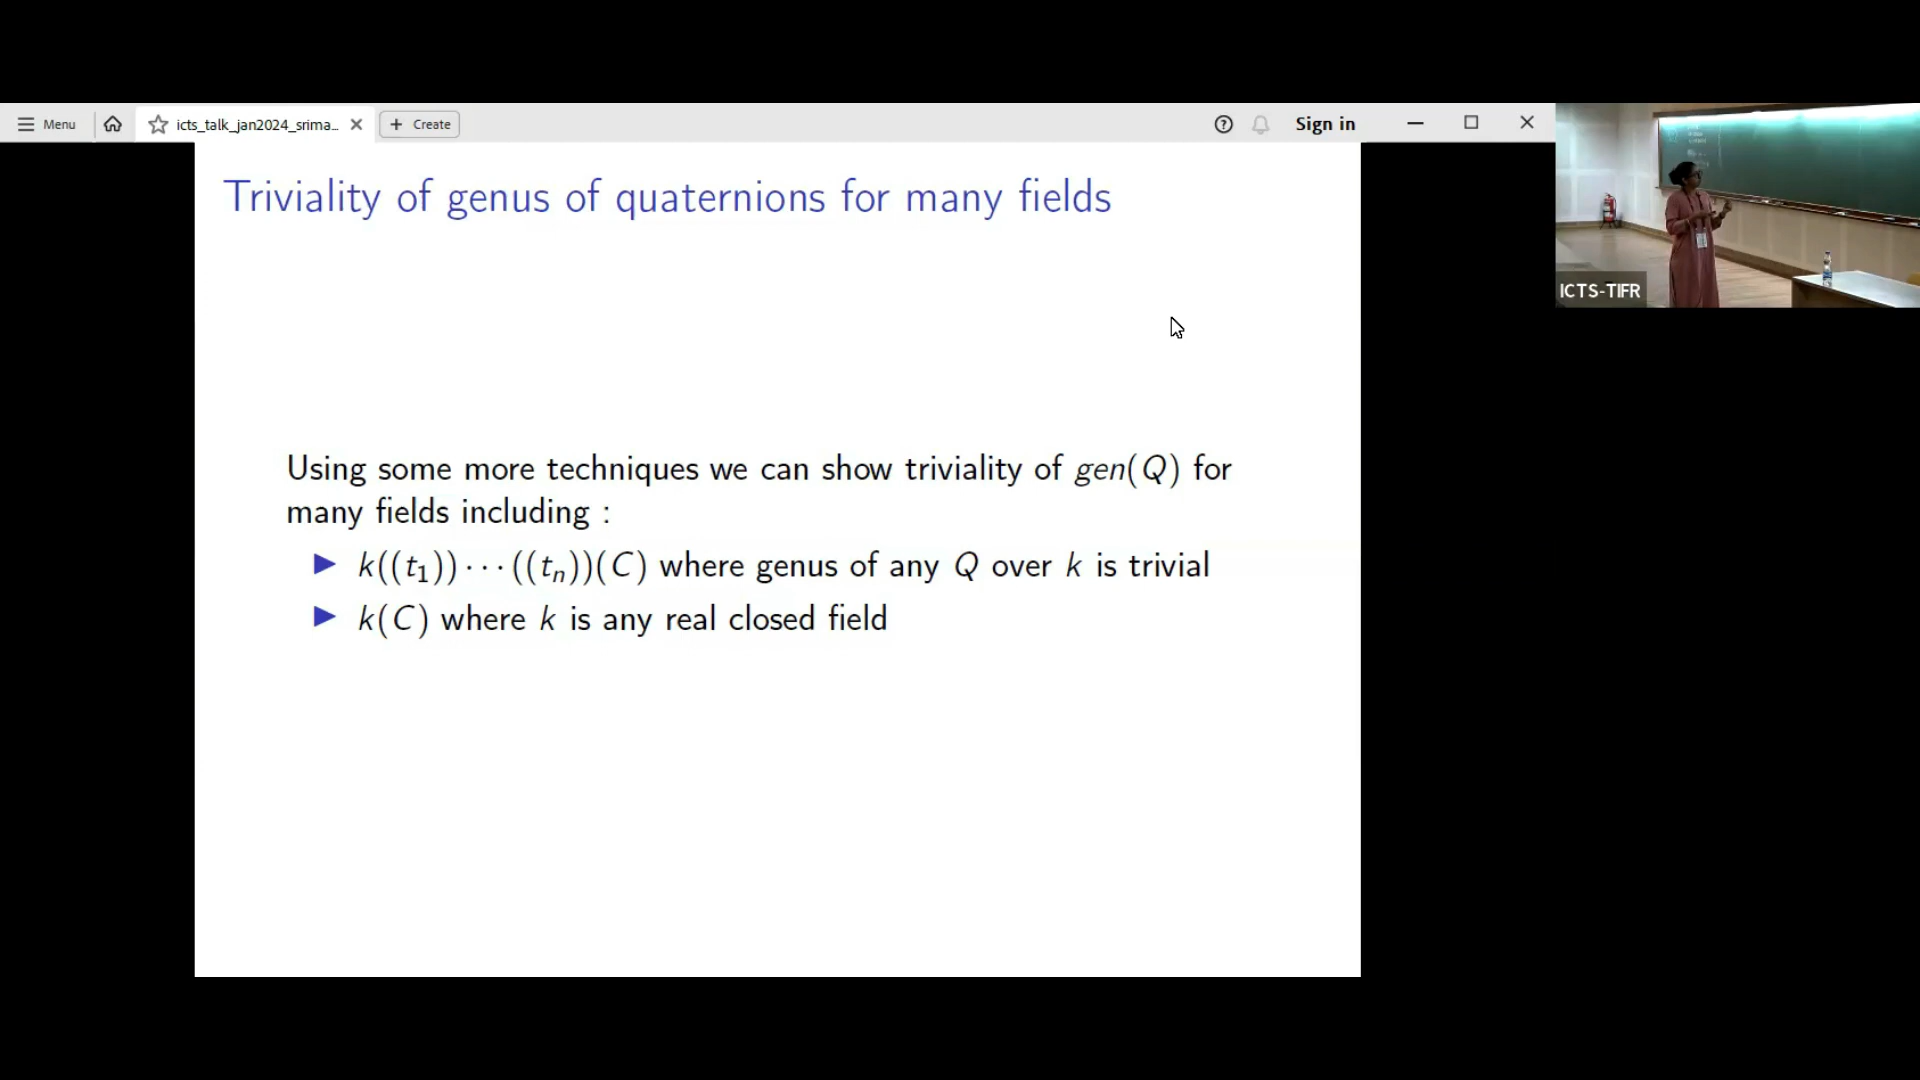 Menu
icts_talk_jan2024_srima...
Create
Sign in
Triviality of genus of quaternions for many fields
ICTS-TIFR
Using some more techniques we can show triviality of gen(Q) for
many fields including :
▶ k((t₁))⋯((tₙ))(C) where genus of any Q over k is trivial
▶ k(C) where k is any real closed field